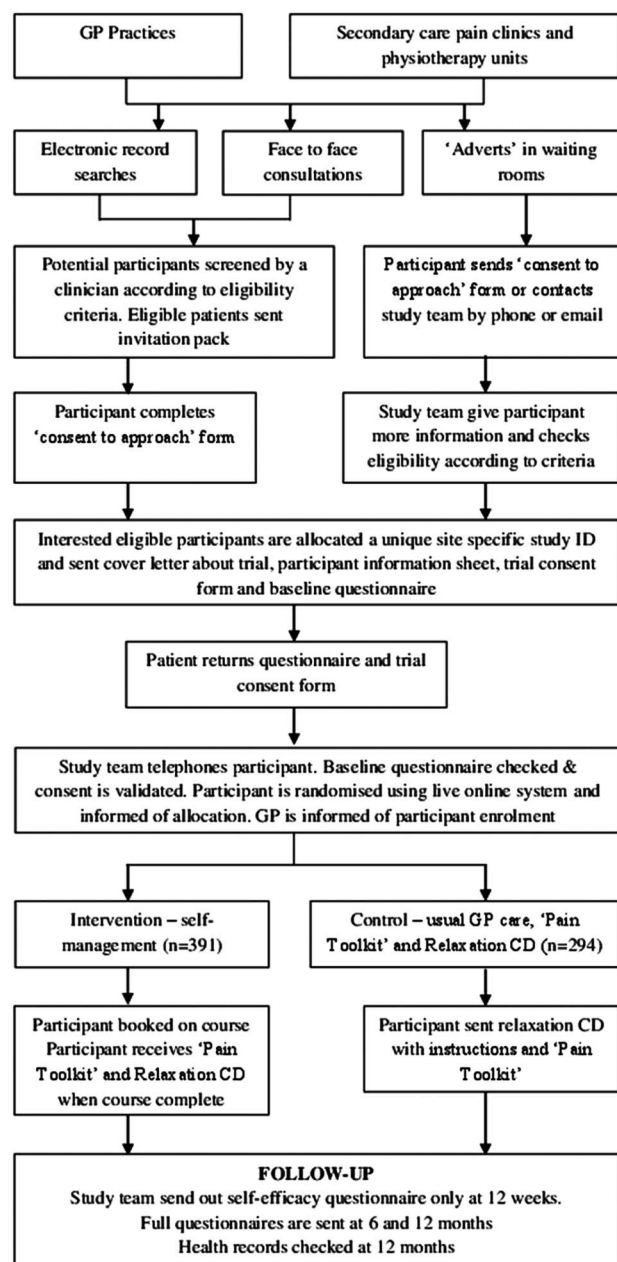 GP Practices
Secondary care pain clinics and
physiotherapy units
Electronic record
searches
Face to face
consultations
‘Adverts’ in waiting
rooms
Potential participants screened by a
clinician according to eligibility
criteria. Eligible patients sent
invitation pack
Participant sends ‘consent to
approach’ form or contacts
study team by phone or email
Participant completes
‘consent to approach’ form
Study team give participant
more information and checks
eligibility according to criteria
Interested eligible participants are allocated a unique site specific study ID
and sent cover letter about trial, participant information sheet, trial consent
form and baseline questionnaire
Patient returns questionnaire and trial
consent form
Study team telephones participant. Baseline questionnaire checked &
consent is validated. Participant is randomised using live online system and
informed of allocation. GP is informed of participant enrolment
Intervention – self-
management (n=391)
Control – usual GP care, ‘Pain
Toolkit’ and Relaxation CD (n=294)
Participant booked on course
Participant receives ‘Pain
Toolkit’ and Relaxation CD
when course complete
Participant sent relaxation CD
with instructions and ‘Pain
Toolkit’
FOLLOW-UP
Study team send out self-efficacy questionnaire only at 12 weeks.
Full questionnaires are sent at 6 and 12 months
Health records checked at 12 months